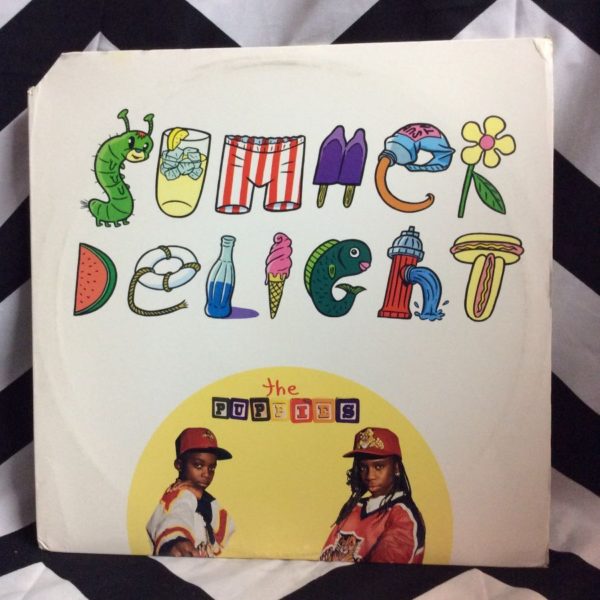 SUMMER
DELIGHT
the
PUPPIES